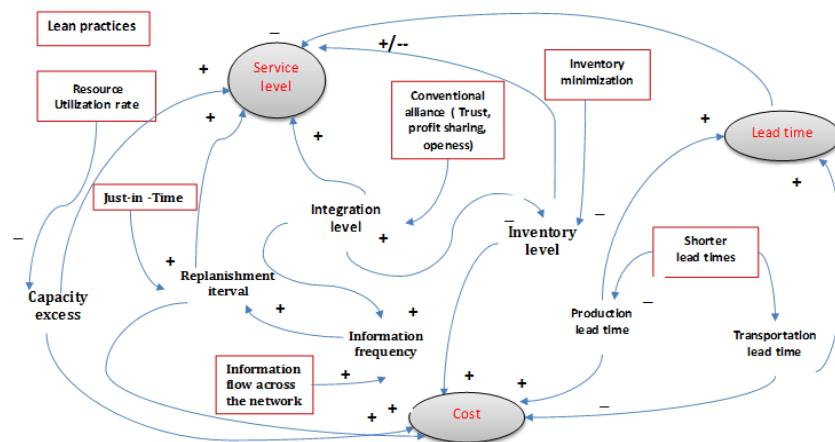 Lean practices
–
+/--
Service
level
+
Inventory
minimization
Resource
Utilization rate
Conventional
alliance ( Trust,
profit sharing,
openess)
+
+
+
Lead time
+
Just-in -Time
Integration
level
+
+
–
Inventory
level
–
–
Shorter
lead times
–
+
Replanishment
iterval
Capacity
excess
+
+
Information
frequency
Production
lead time
–
Transportation
lead time
Information
flow across
the network
+
+
+
+
+
Cost
–